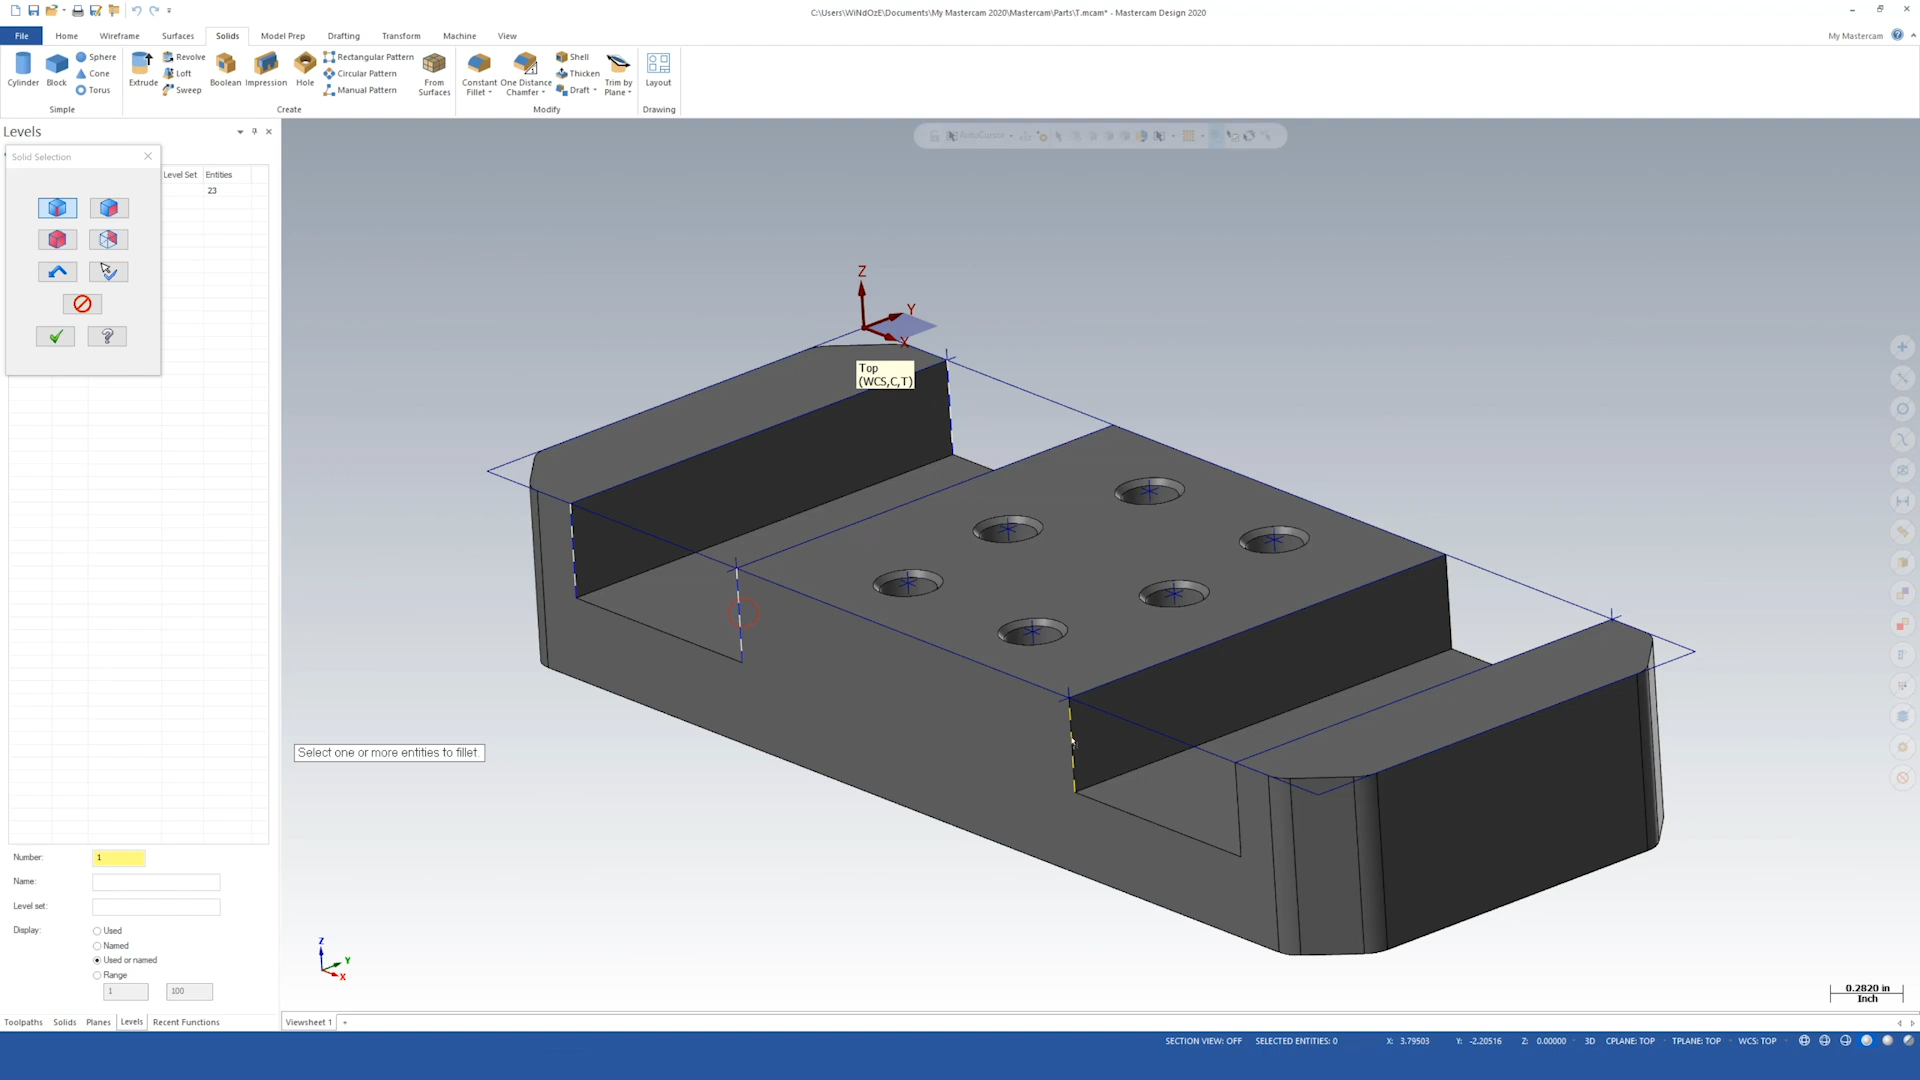 C:\Users\WiNdOzE\Documents\My Mastercam 2020\Mastercam\Parts\T.mcam* - Mastercam Design 2020
File Home Wireframe Surfaces Solids Model Prep Drafting Transform Machine View
My Mastercam
Cylinder Block Sphere Cone Torus
Simple
Extrude Revolve Loft Sweep Boolean Impression Hole Rectangular Pattern Circular Pattern Manual Pattern From Surfaces
Create
Constant Fillet One Distance Chamfer Shell Thicken Draft Trim by Plane
Modify
Layout
Drawing
Levels
Solid Selection
Level Set Entities
23
AutoCursor
Z
Y
X
Top
(WCS,C,T)
Select one or more entities to fillet.
Number: 1
Name:
Level set:
Display: Used
Named
Used or named
Range
1 100
Z
Y
X
0.2820 in
Inch
Toolpaths Solids Planes Levels Recent Functions
Viewsheet 1 +
SECTION VIEW: OFF SELECTED ENTITIES: 0 X: 3.79503 Y: -2.20516 Z: 0.00000 3D CPLANE: TOP TPLANE: TOP WCS: TOP